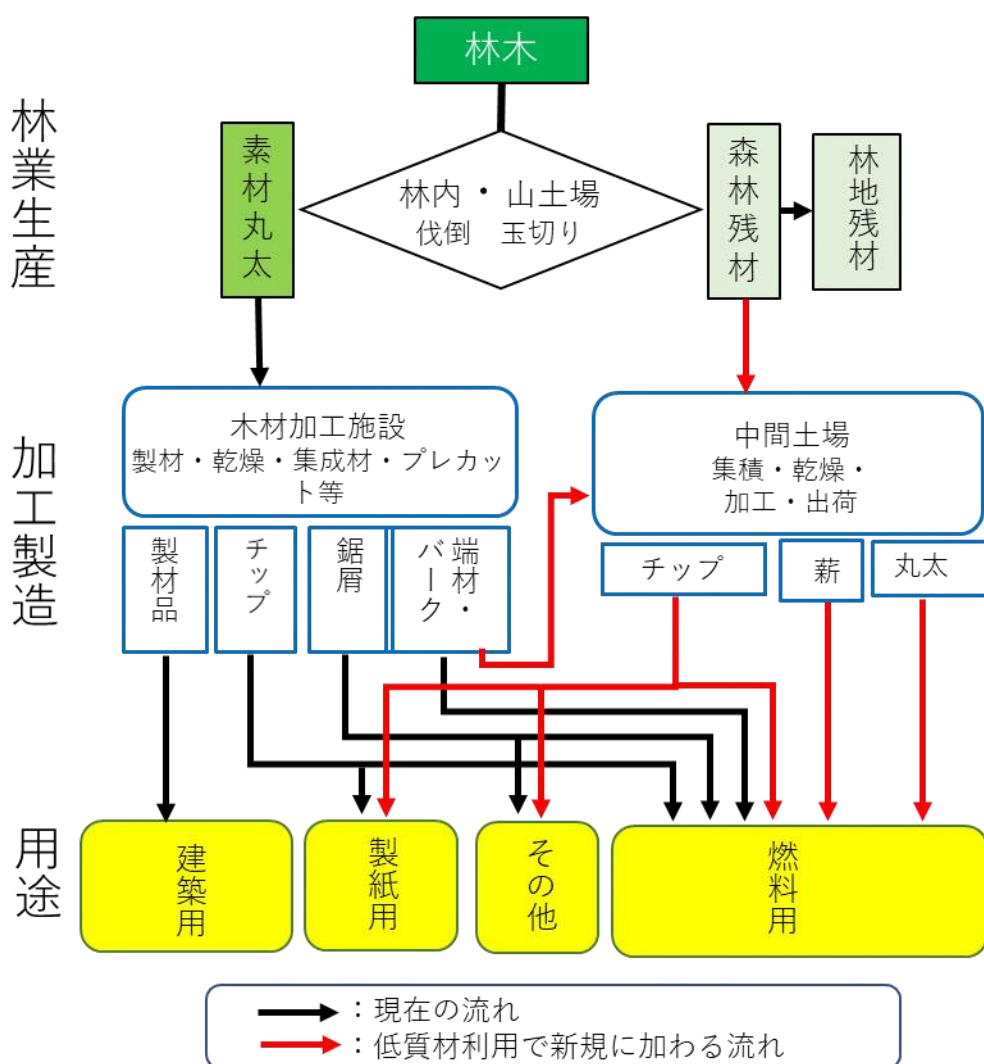 林木
林業生産
素材丸太
林内・山土場
伐倒 玉切り
森林残材
林地残材
加工製造
木材加工施設
製材・乾燥・集成材・プレカッ
ト等
中間土場
集積・乾燥・
加工・出荷
製材品
チップ
鋸屑
端材・
バーク
チップ
薪
丸太
用途
建築用
製紙用
その他
燃料用
：現在の流れ
：低質材利用で新規に加わる流れ